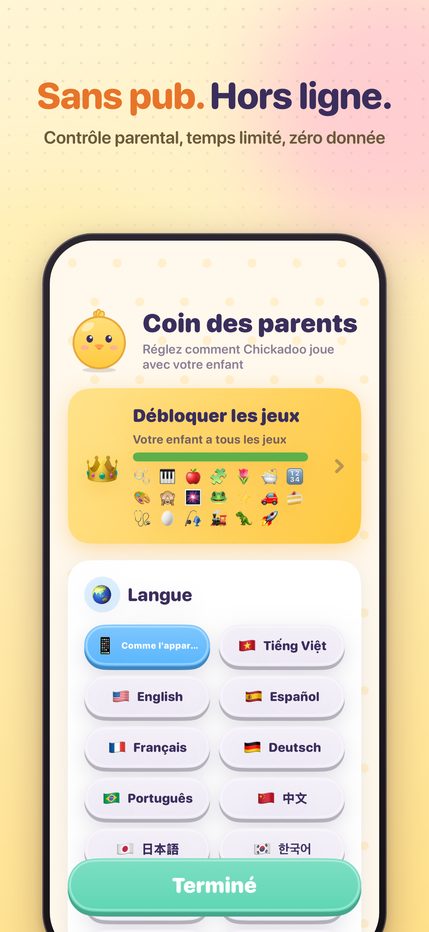 Sans pub. Hors ligne.
Contrôle parental, temps limité, zéro donnée
Coin des parents
Réglez comment Chickadoo joue
avec votre enfant
Débloquer les jeux
Votre enfant a tous les jeux
Langue
Comme l'appar...
Tiếng Việt
English
Español
Français
Deutsch
Português
中文
日本語
한국어
Terminé